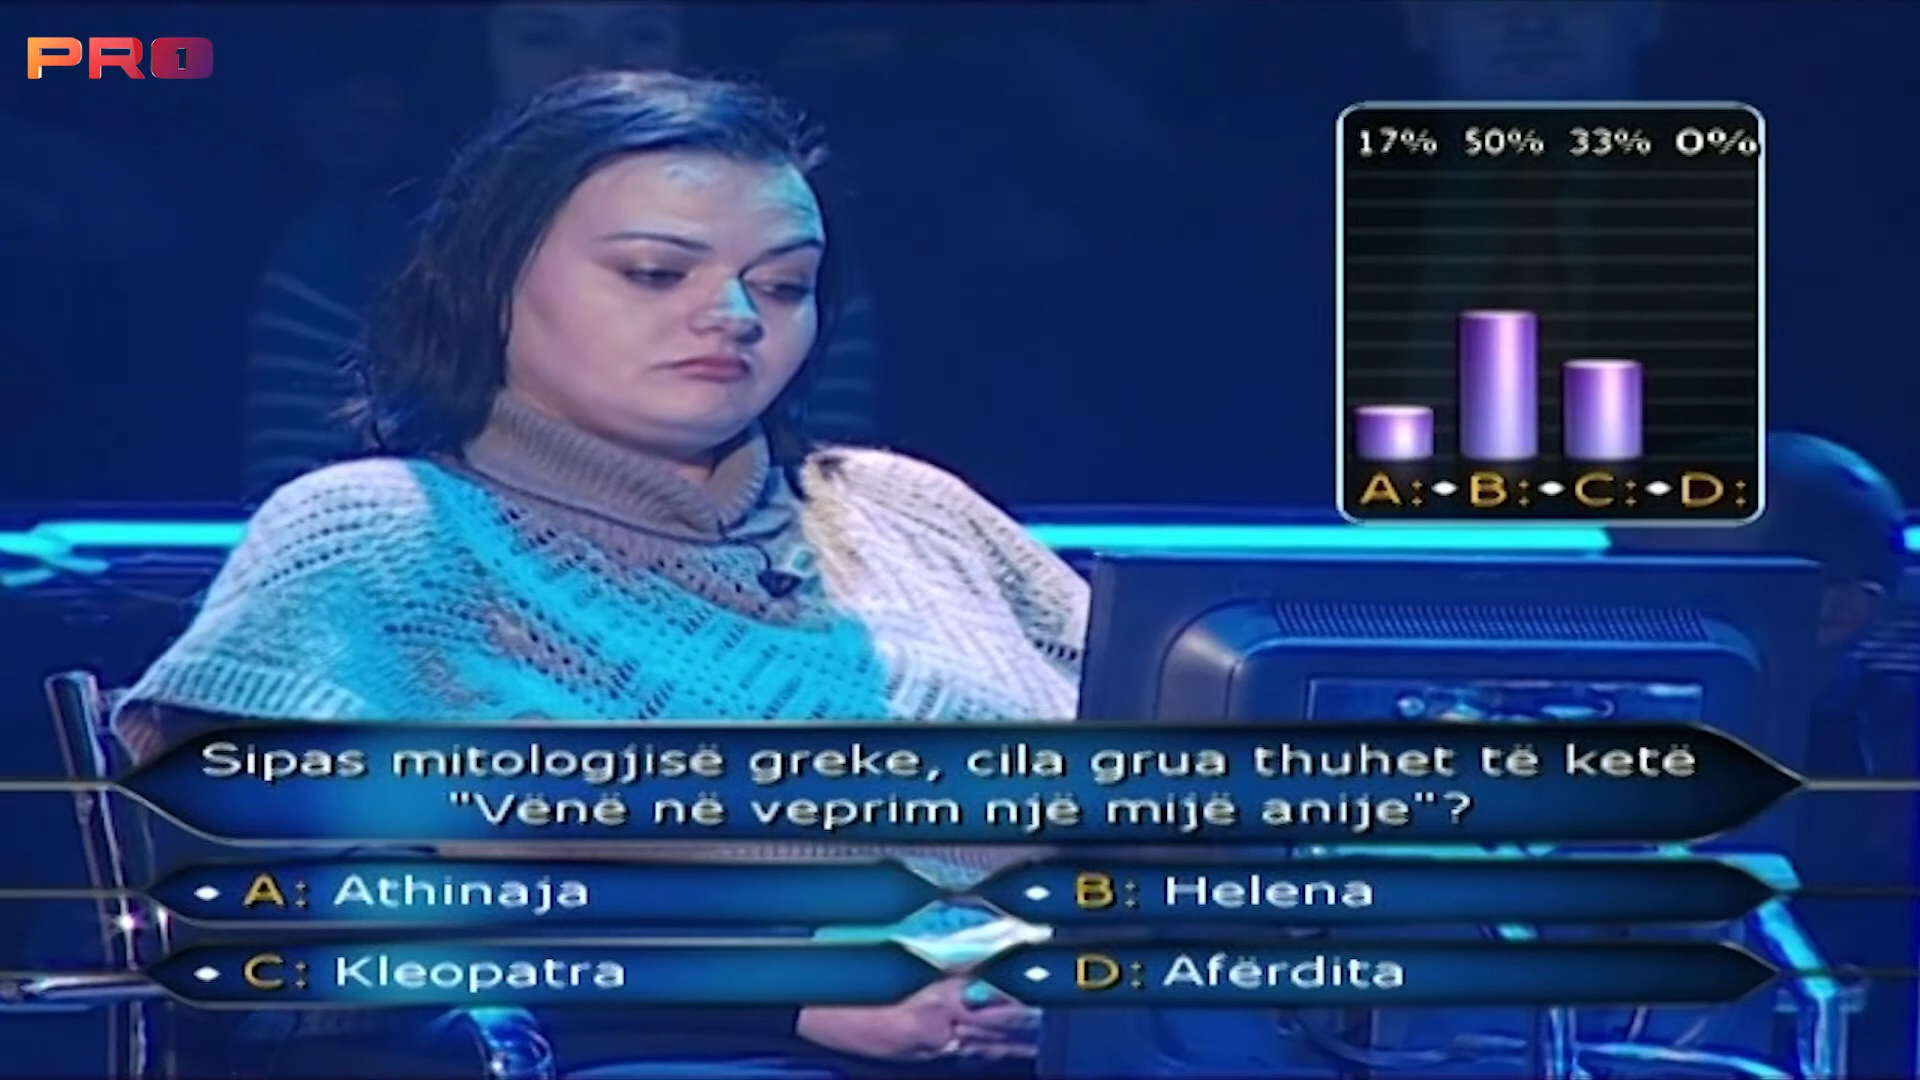 PRO1
17% 50% 33% 0%
A: B: C: D:
Sipas mitologjisë greke, cila grua thuhet të ketë
"Vënë në veprim një mijë anije"?
A: Athinaja
B: Helena
C: Kleopatra
D: Afërdita